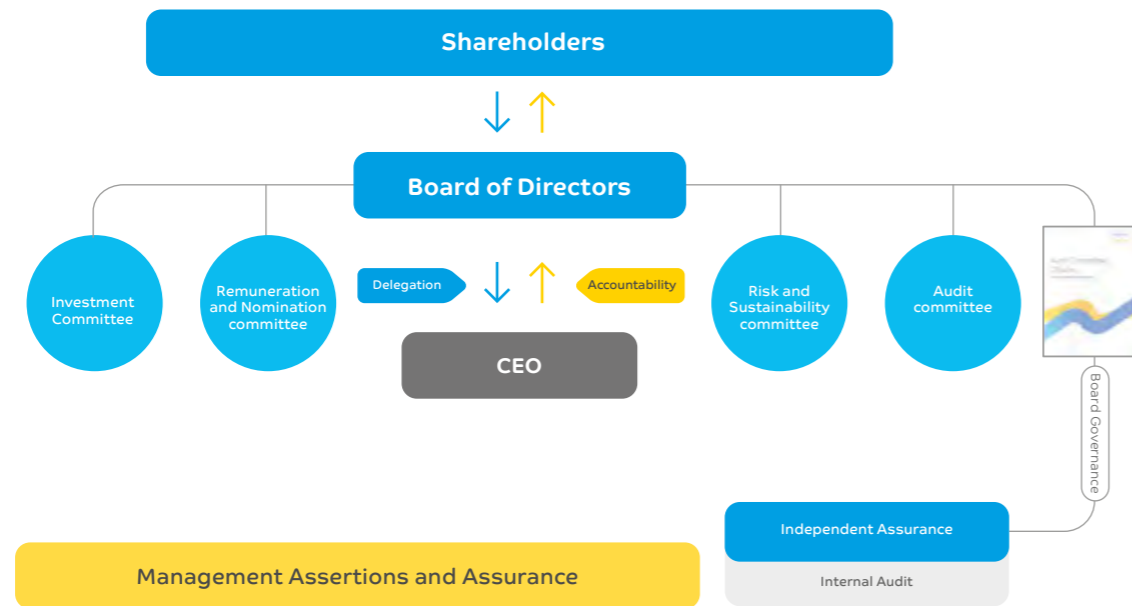 Shareholders
Board of Directors
Investment
Committee
Remuneration
and Nomination
committee
Delegation
Accountability
Risk and
Sustainability
committee
Audit
committee
CEO
Board Governance
Independent Assurance
Internal Audit
Management Assertions and Assurance